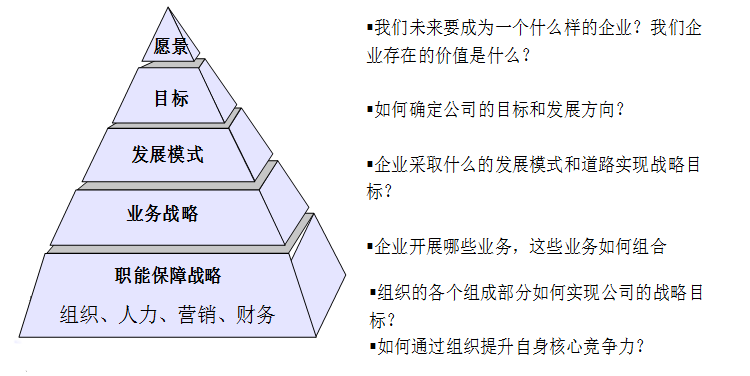 愿景
目标
发展模式
业务战略
职能保障战略
组织、人力、营销、财务
▪我们未来要成为一个什么样的企业？我们企
业存在的价值是什么？
▪如何确定公司的目标和发展方向？
▪企业采取什么的发展模式和道路实现战略目
标？
▪企业开展哪些业务，这些业务如何组合
▪组织的各个组成部分如何实现公司的战略目
标？
▪如何通过组织提升自身核心竞争力？